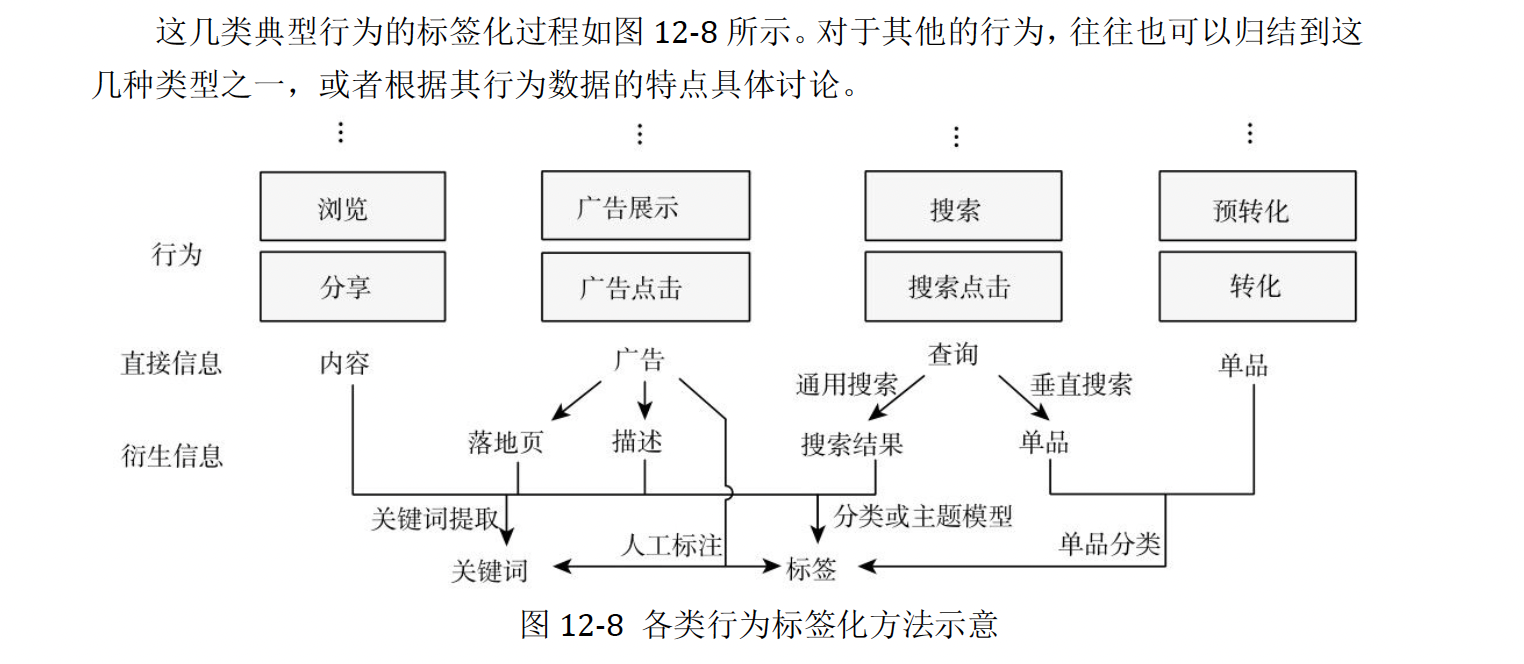 这几类典型行为的标签化过程如图 12-8 所示。对于其他的行为，往往也可以归结到这
几种类型之一，或者根据其行为数据的特点具体讨论。
浏览 广告展示 搜索 预转化
行为
分享 广告点击 搜索点击 转化
直接信息 内容 广告 查询 单品
通用搜索 垂直搜索
衍生信息 落地页 描述 搜索结果 单品
关键词提取 分类或主题模型
人工标注 单品分类
关键词 标签
图 12-8 各类行为标签化方法示意